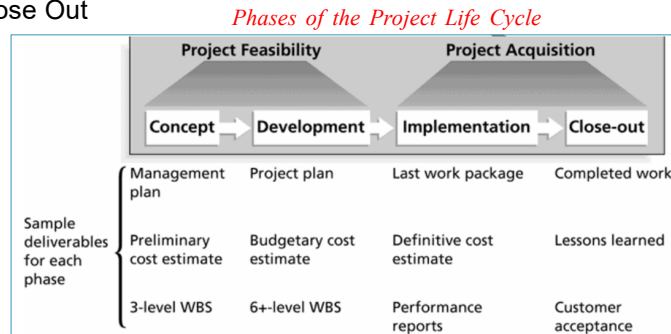 ose Out
Phases of the Project Life Cycle
Project Feasibility
Project Acquisition
Concept
Development
Implementation
Close-out
Sample
deliverables
for each
phase
Management
plan
Project plan
Last work package
Completed work
Preliminary
cost estimate
Budgetary cost
estimate
Definitive cost
estimate
Lessons learned
3-level WBS
6+-level WBS
Performance
reports
Customer
acceptance